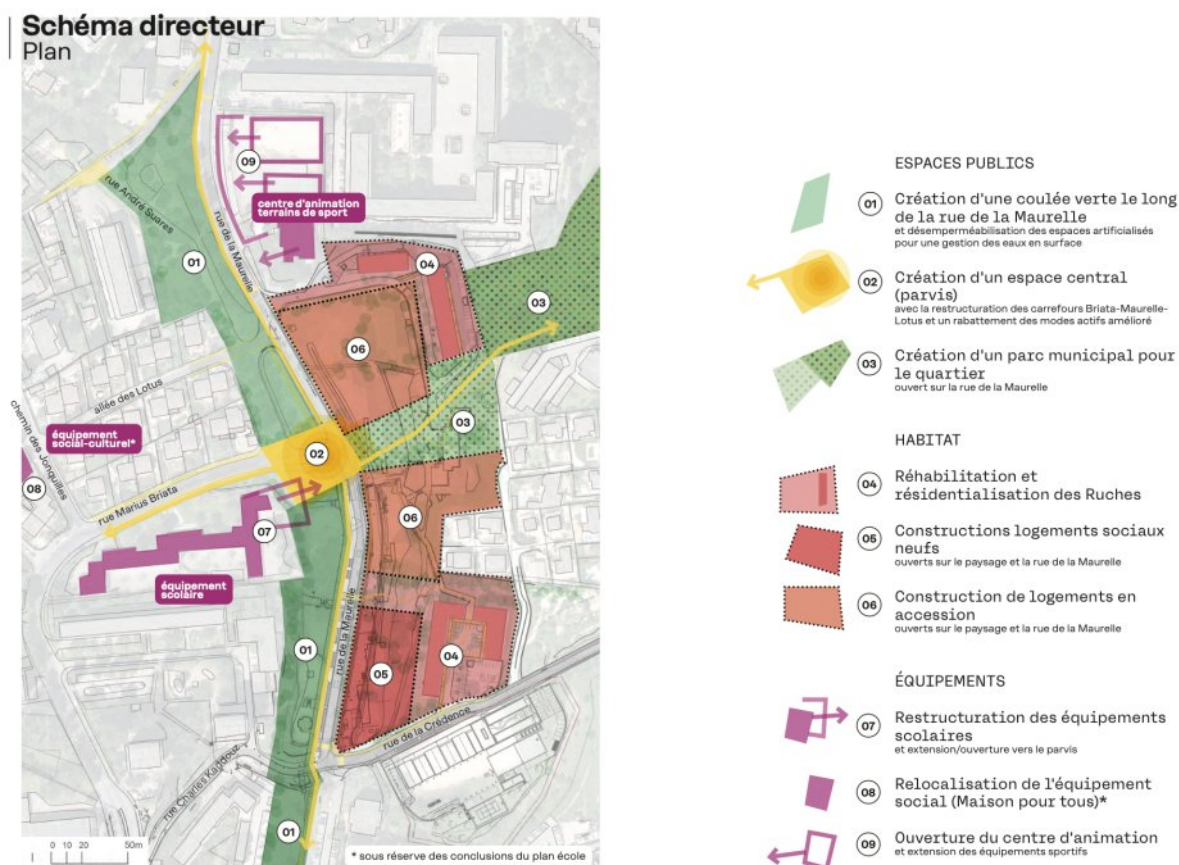 Schéma directeur
Plan
rue André Suares
01
09
centre d'animation
terrains de sport
rue de la Maurelle
01
04
03
06
03
allée des Lotus
chemin des Jonquilles
équipement
social-culturel*
02
08
rue Marius Briata
07
06
équipement
scolaire
rue de la Maurelle
01
05
04
rue de la Crédence
rue Charles Kaddouz
01
0 10 20 50m
* sous réserve des conclusions du plan école
ESPACES PUBLICS
01 Création d'une coulée verte le long
de la rue de la Maurelle
et désemperméabilisation des espaces artificialisés
pour une gestion des eaux en surface
02 Création d'un espace central
(parvis)
avec la restructuration des carrefours Briata-Maurelle-
Lotus et un rabattement des modes actifs amélioré
03 Création d'un parc municipal pour
le quartier
ouvert sur la rue de la Maurelle
HABITAT
04 Réhabilitation et
résidentialisation des Ruches
05 Constructions logements sociaux
neufs
ouverts sur le paysage et la rue de la Maurelle
06 Construction de logements en
accession
ouverts sur le paysage et la rue de la Maurelle
ÉQUIPEMENTS
07 Restructuration des équipements
scolaires
et extension/ouverture vers le parvis
08 Relocalisation de l'équipement
social (Maison pour tous)*
09 Ouverture du centre d'animation
et extension des équipements sportifs